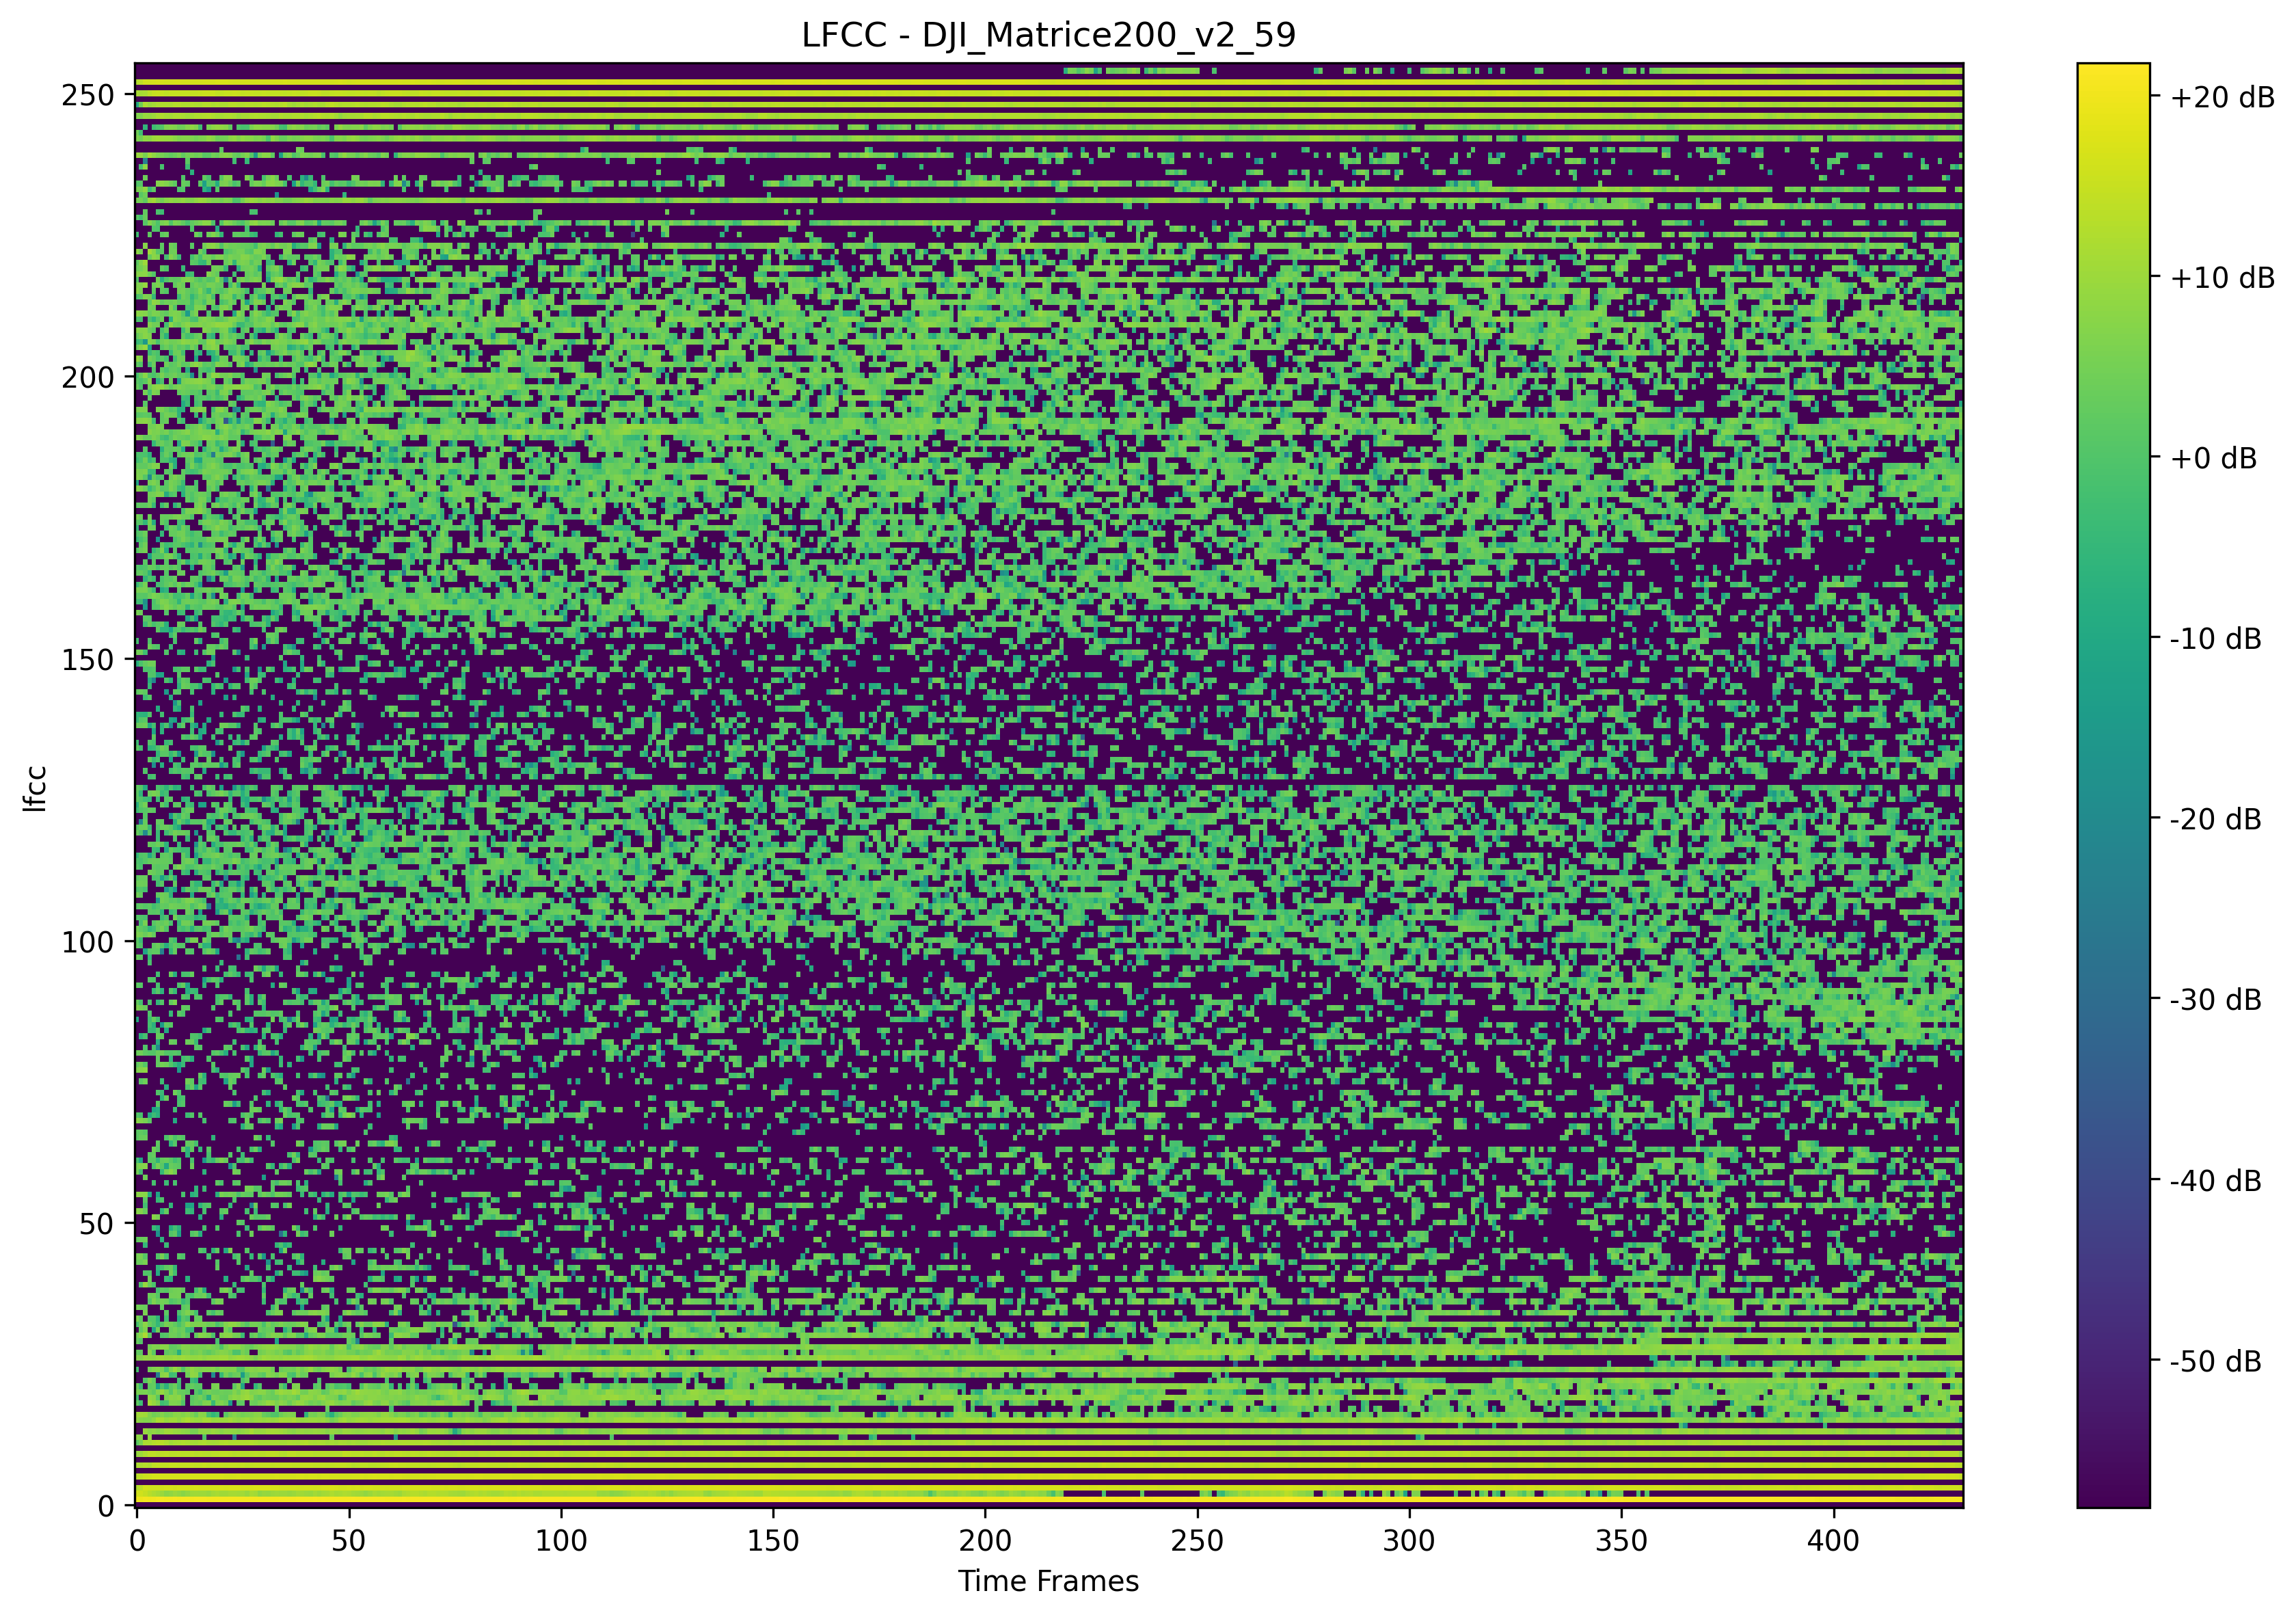 LFCC - DJI_Matrice200_v2_59
250
200
150
100
50
0
lfcc
0 50 100 150 200 250 300 350 400
Time Frames
+20 dB
+10 dB
+0 dB
-10 dB
-20 dB
-30 dB
-40 dB
-50 dB